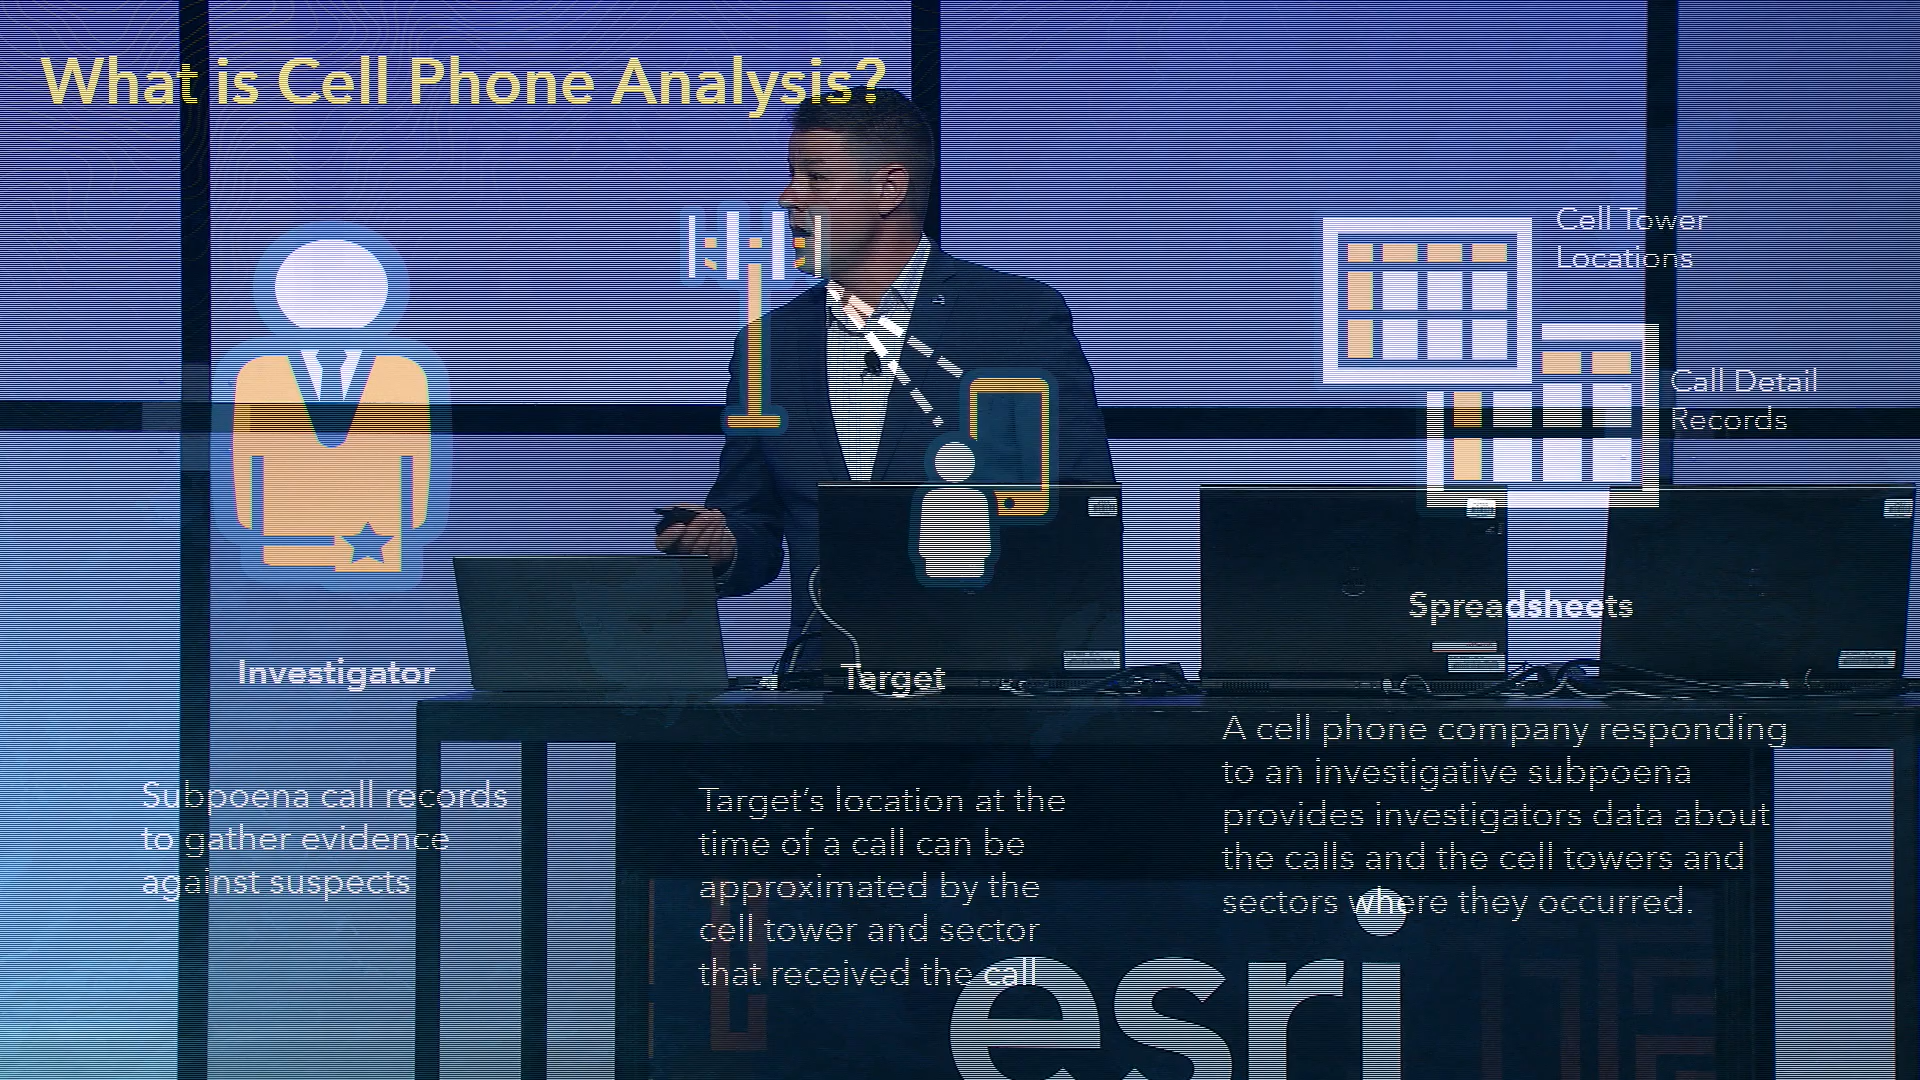 What is Cell Phone Analysis?
Cell Tower
Locations
Call Detail
Records
Investigator
Target
Spreadsheets
Subpoena call records
to gather evidence
against suspects
Target’s location at the
time of a call can be
approximated by the
cell tower and sector
that received the call
A cell phone company responding
to an investigative subpoena
provides investigators data about
the calls and the cell towers and
sectors where they occurred.
esri